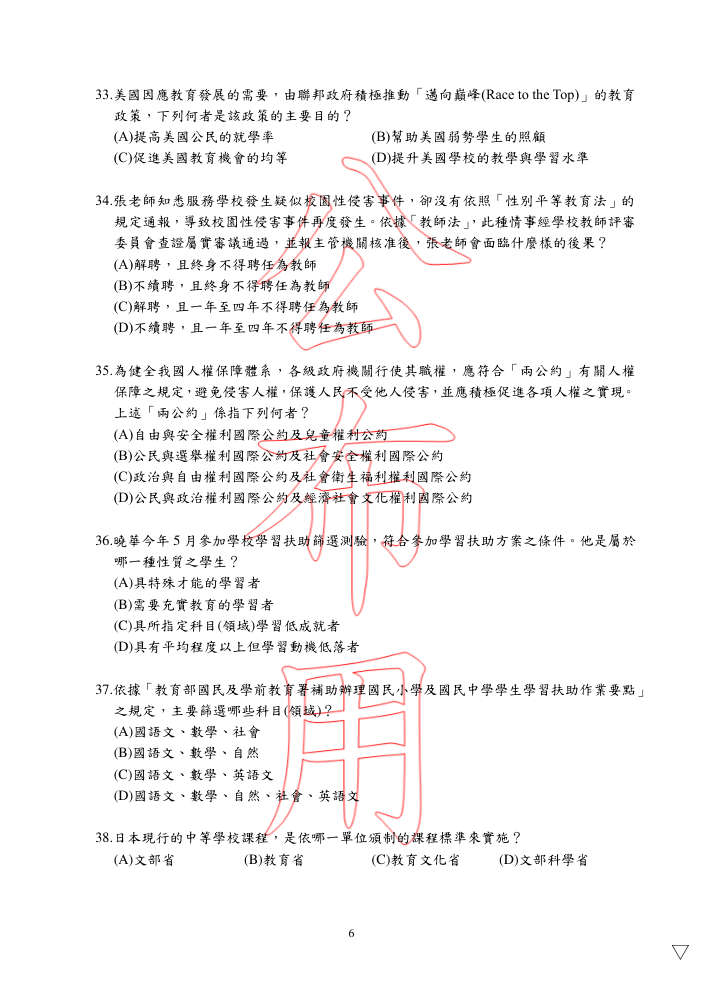 33.美國因應教育發展的需要，由聯邦政府積極推動「邁向巔峰(Race to the Top)」的教育
政策，下列何者是該政策的主要目的？
(A)提高美國公民的就學率 (B)幫助美國弱勢學生的照顧
(C)促進美國教育機會的均等 (D)提升美國學校的教學與學習水準
34.張老師知悉服務學校發生疑似校園性侵害事件，卻沒有依照「性別平等教育法」的
規定通報，導致校園性侵害事件再度發生。依據「教師法」，此種情事經學校教師評審
委員會查證屬實審議通過，並報主管機關核准後，張老師會面臨什麼樣的後果？
(A)解聘，且終身不得聘任為教師
(B)不續聘，且終身不得聘任為教師
(C)解聘，且一年至四年不得聘任為教師
(D)不續聘，且一年至四年不得聘任為教師
35.為健全我國人權保障體系，各級政府機關行使其職權，應符合「兩公約」有關人權
保障之規定，避免侵害人權，保護人民不受他人侵害，並應積極促進各項人權之實現。
上述「兩公約」係指下列何者？
(A)自由與安全權利國際公約及兒童權利公約
(B)公民與選舉權利國際公約及社會安全權利國際公約
(C)政治與自由權利國際公約及社會衛生福利權利國際公約
(D)公民與政治權利國際公約及經濟社會文化權利國際公約
36.曉華今年 5 月參加學校學習扶助篩選測驗，符合參加學習扶助方案之條件。他是屬於
哪一種性質之學生？
(A)具特殊才能的學習者
(B)需要充實教育的學習者
(C)具所指定科目(領域)學習低成就者
(D)具有平均程度以上但學習動機低落者
37.依據「教育部國民及學前教育署補助辦理國民小學及國民中學學生學習扶助作業要點」
之規定，主要篩選哪些科目(領域)？
(A)國語文、數學、社會
(B)國語文、數學、自然
(C)國語文、數學、英語文
(D)國語文、數學、自然、社會、英語文
38.日本現行的中等學校課程，是依哪一單位頒制的課程標準來實施？
(A)文部省 (B)教育省 (C)教育文化省 (D)文部科學省
6
公
布
用